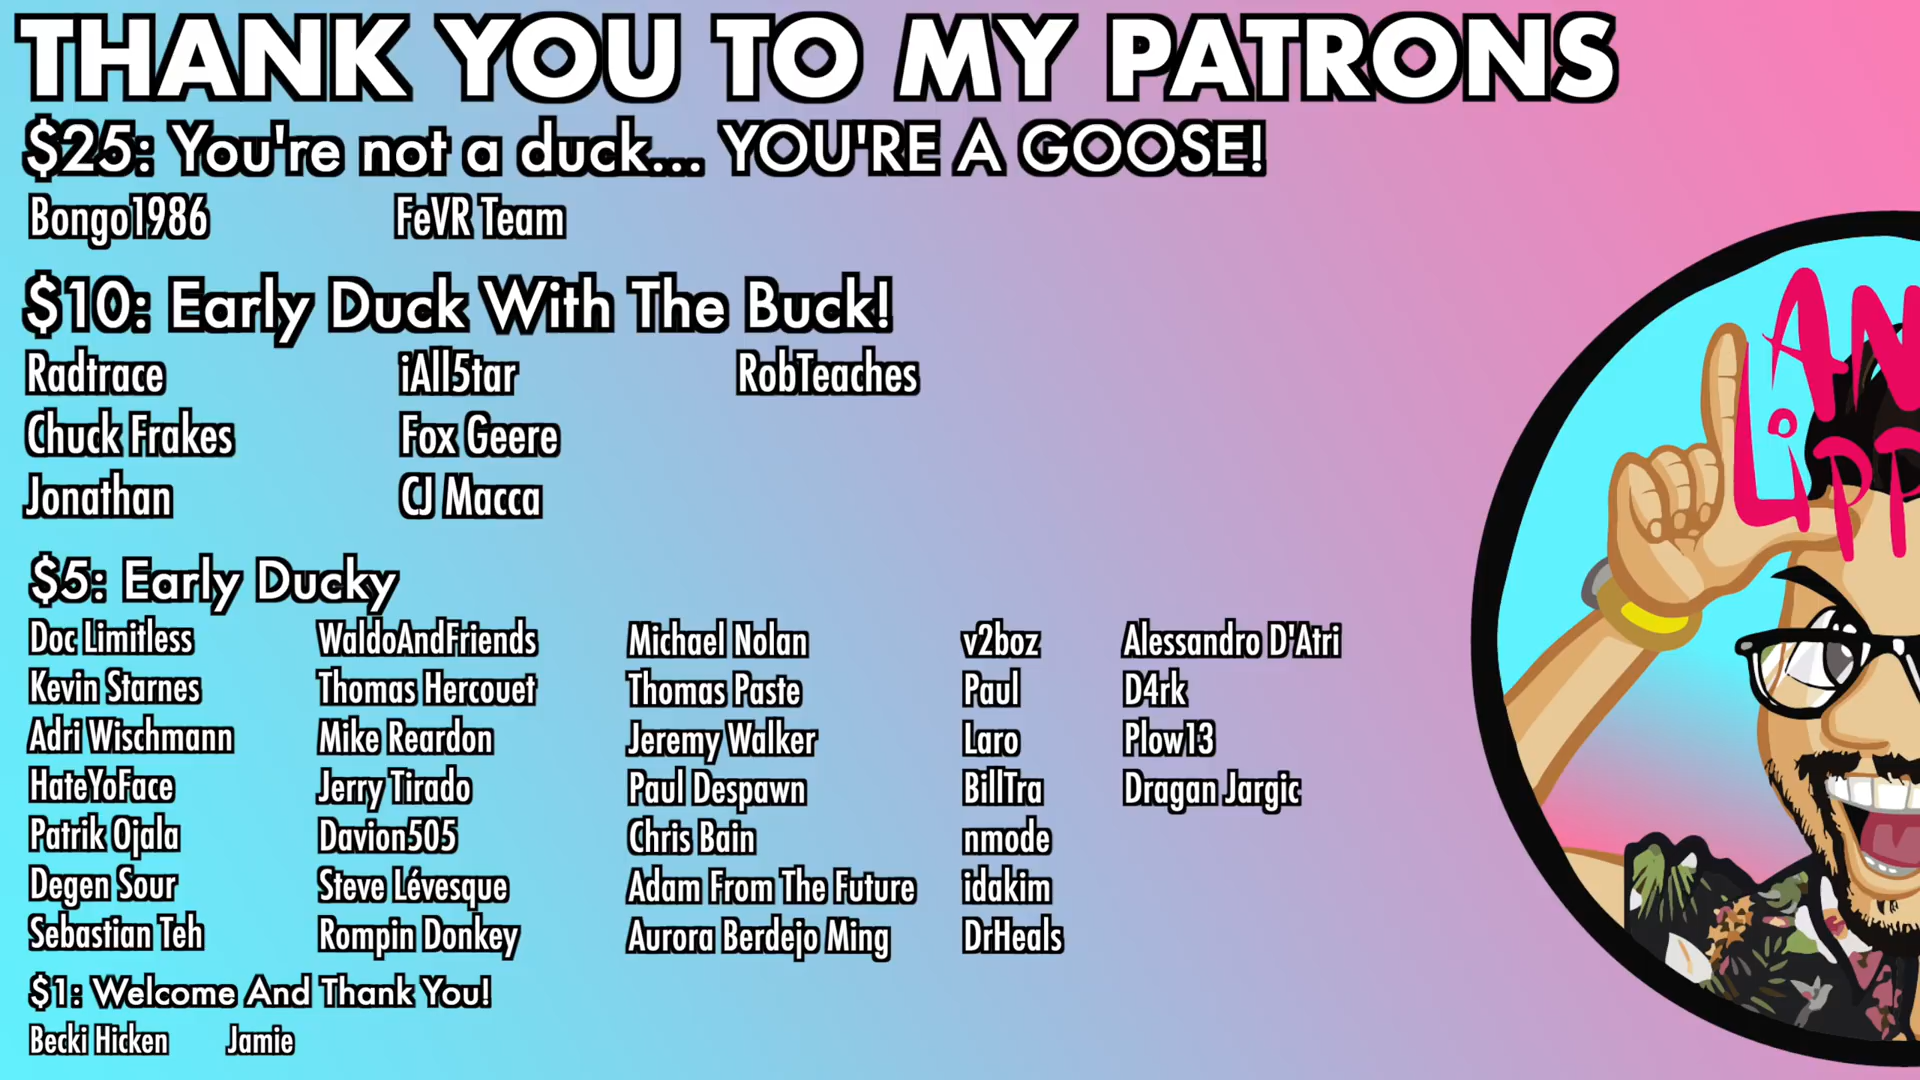 THANK YOU TO MY PATRONS
$25: You're not a duck... YOU'RE A GOOSE!
Bongo1986 FeVR Team
$10: Early Duck With The Buck!
Radtrace iAll5tar RobTeaches
Chuck Frakes Fox Geere
Jonathan CJ Macca
$5: Early Ducky
Doc Limitless WaldoAndFriends Michael Nolan v2boz Alessandro D'Atri
Kevin Starnes Thomas Hercouet Thomas Paste Paul D4rk
Adri Wischmann Mike Reardon Jeremy Walker Laro Plow13
HateYoFace Jerry Tirado Paul Despawn BillTra Dragan Jargic
Patrik Ojala Davion505 Chris Bain nmode
Degen Sour Steve Lévesque Adam From The Future idakim
Sebastian Teh Rompin Donkey Aurora Berdejo Ming DrHeals
$1: Welcome And Thank You!
Becki Hicken Jamie